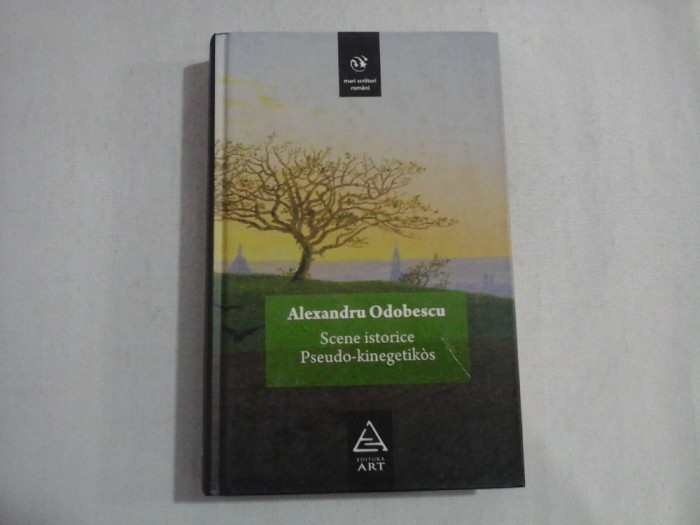 mari scriitori
români
Alexandru Odobescu
Scene istorice
Pseudo-kinegetikòs
EDITURA
ART